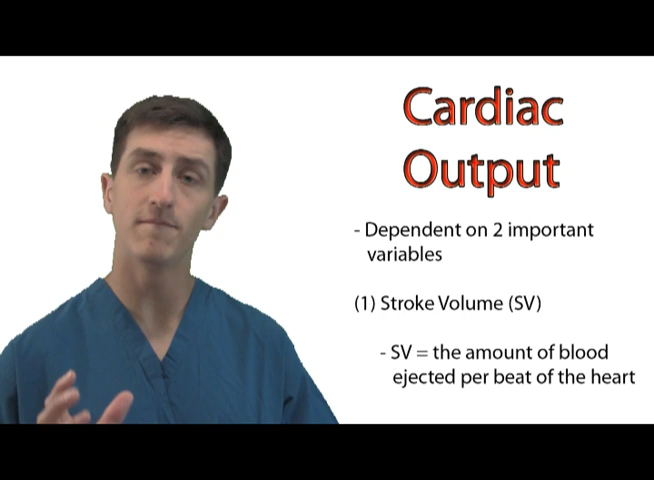 Cardiac
Output
- Dependent on 2 important
variables
(1) Stroke Volume (SV)
- SV = the amount of blood
ejected per beat of the heart